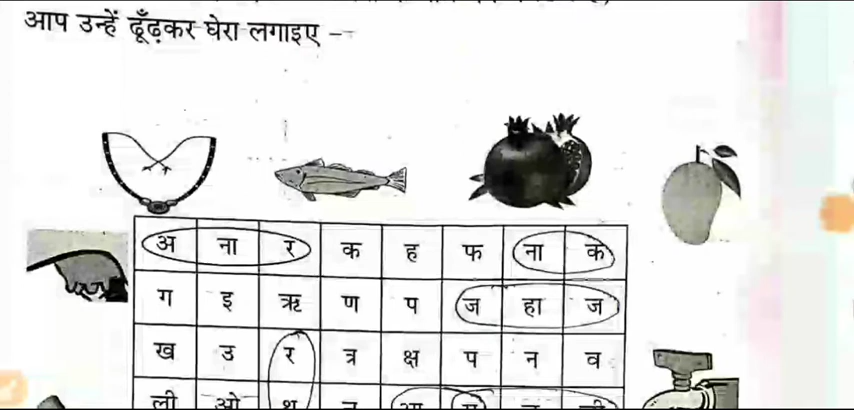 आप उन्हें ढूँढ़कर घेरा लगाइए –
अ ना र क ह फ ना क
ग इ ऋ ण प ज हा ज
ख उ र त्र क्ष प न व
ली ओ थ